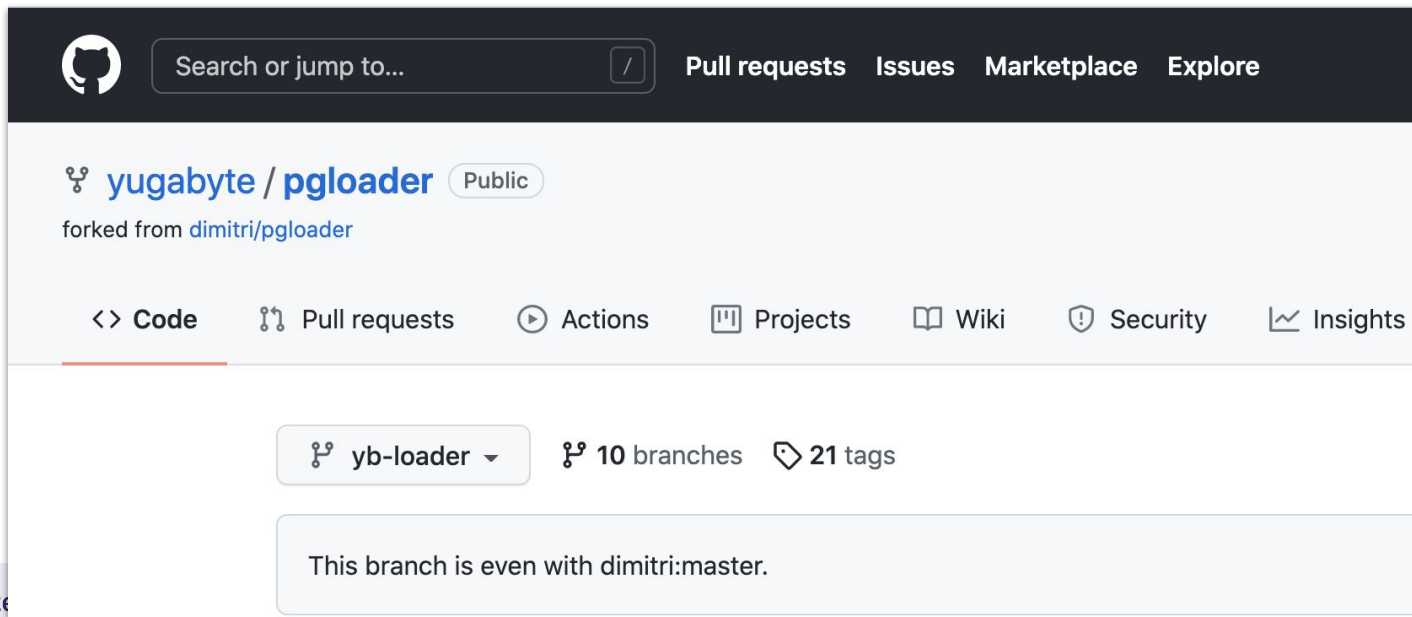 Search or jump to... /
Pull requests Issues Marketplace Explore
yugabyte / pgloader Public
forked from dimitri/pgloader
<> Code Pull requests Actions Projects Wiki Security Insights
yb-loader 10 branches 21 tags
This branch is even with dimitri:master.